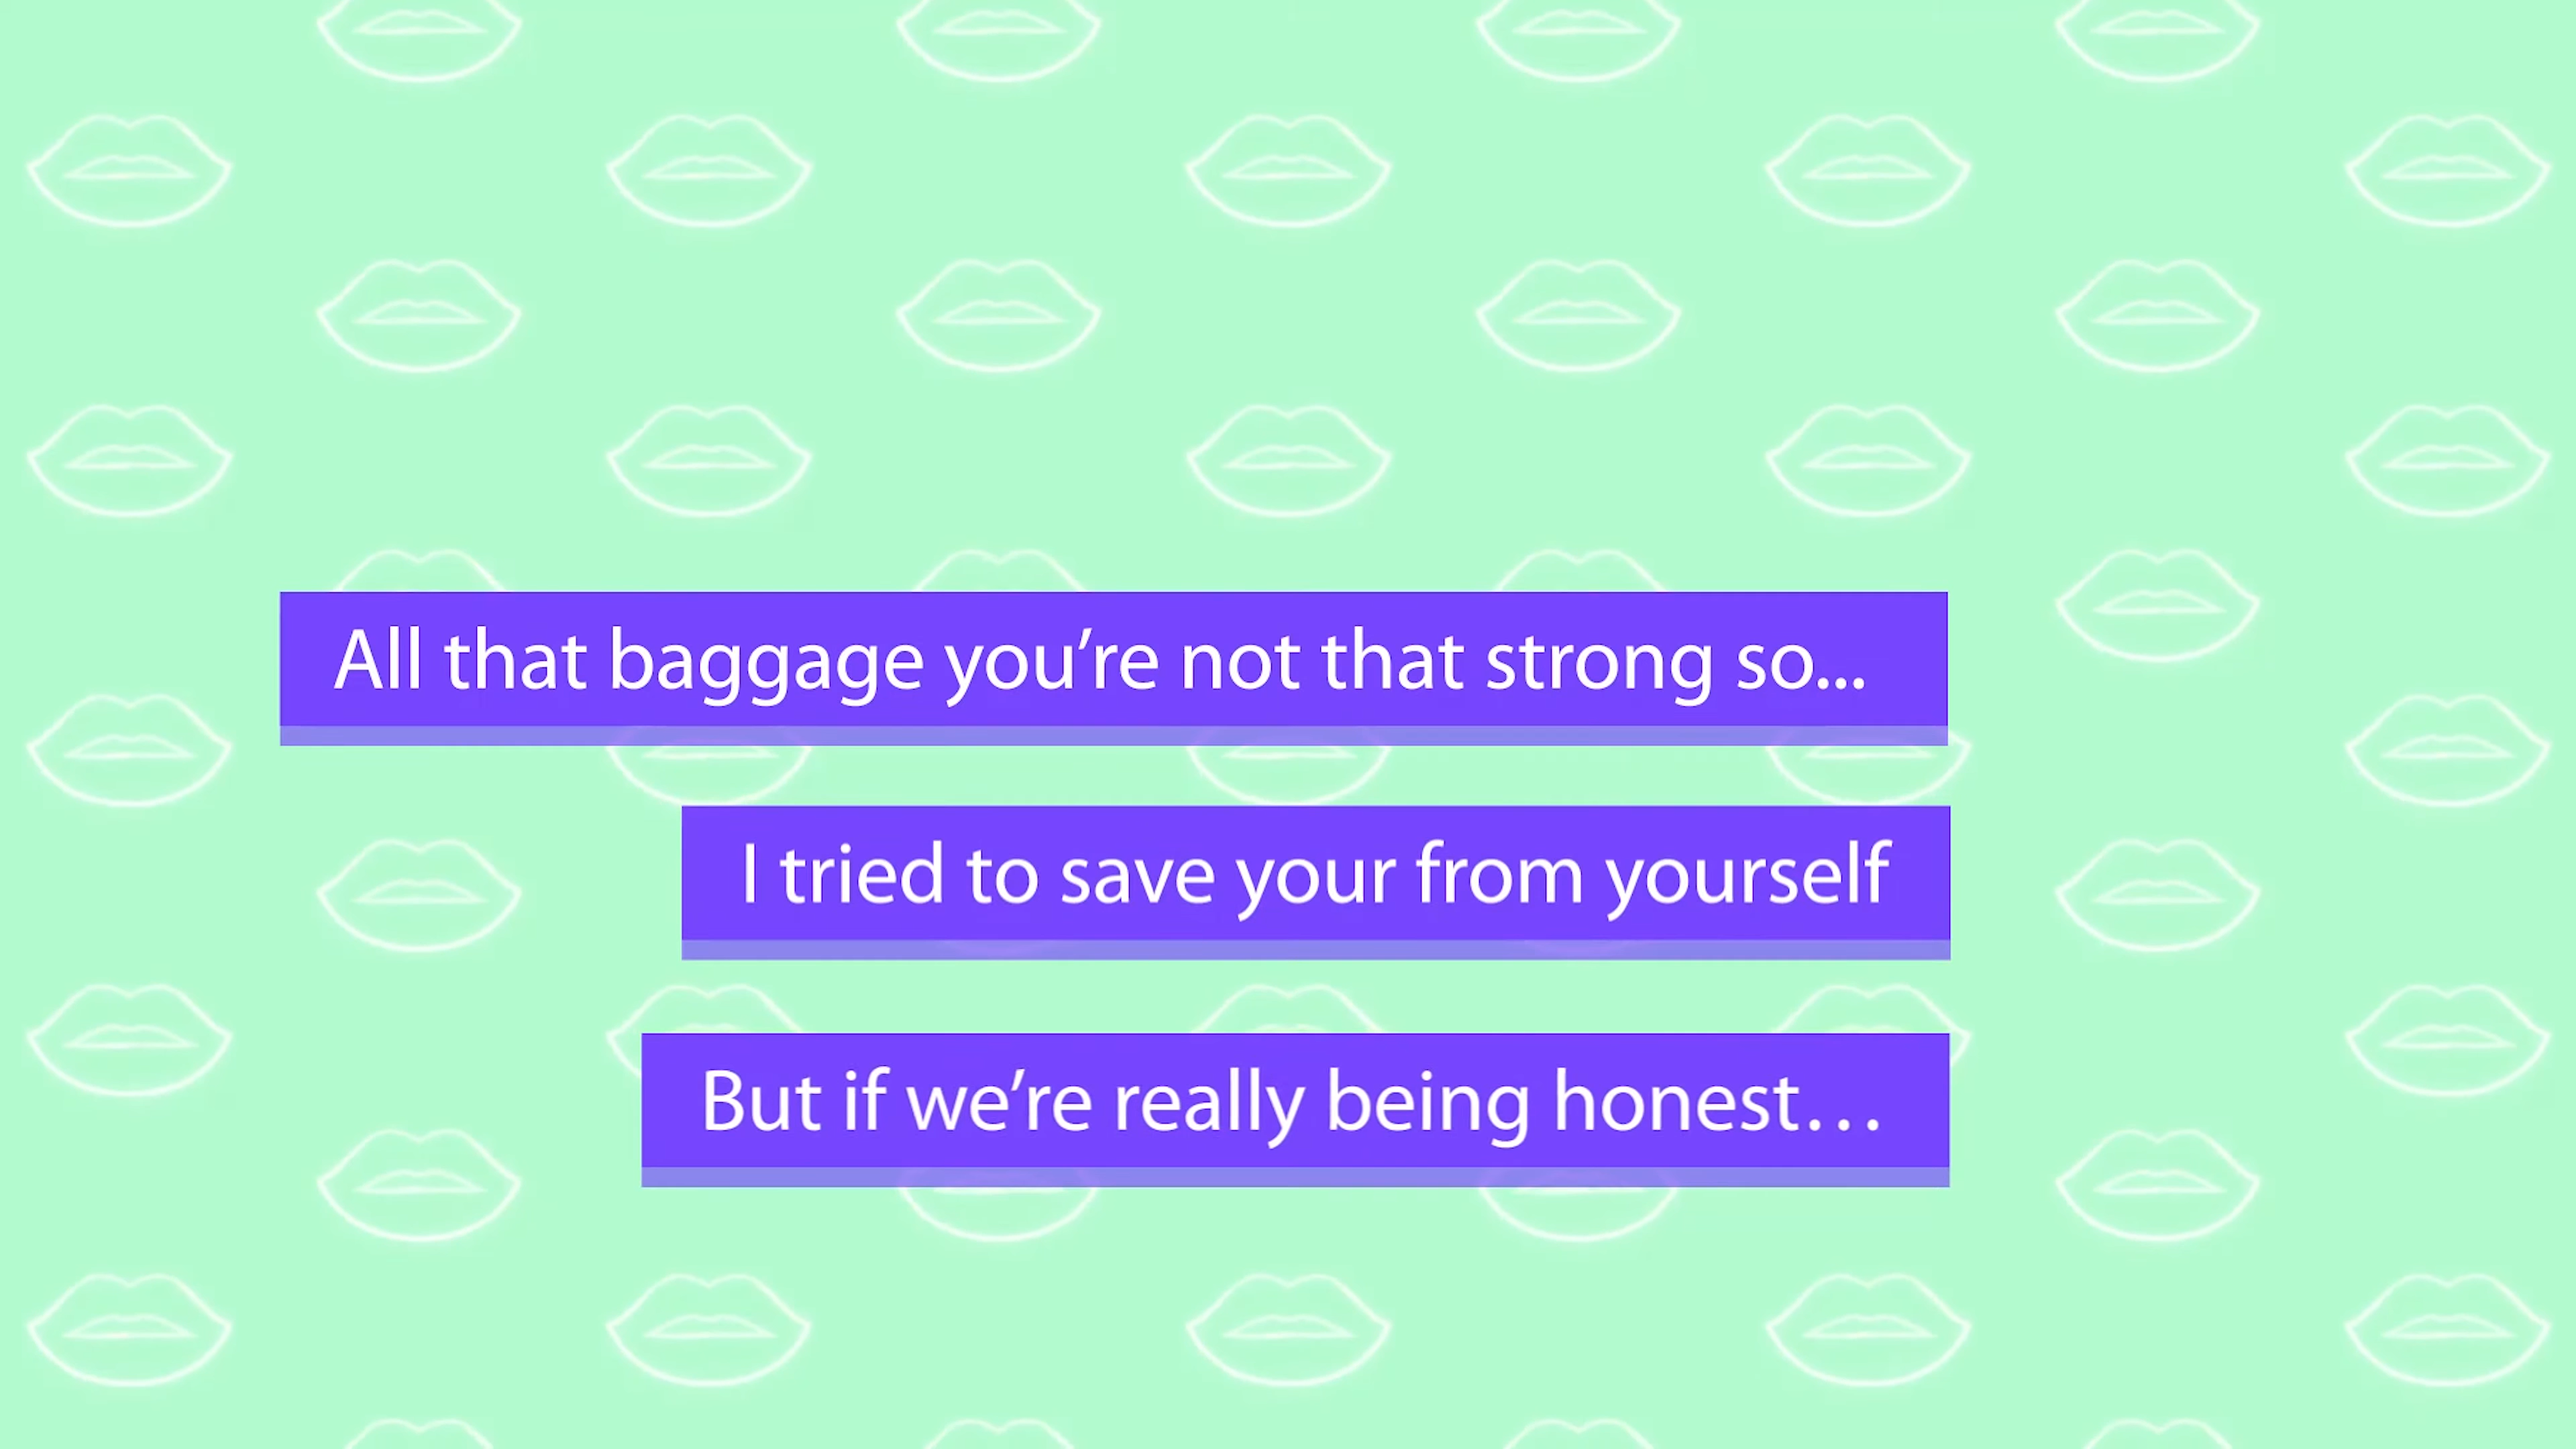 All that baggage you’re not that strong so...
I tried to save your from yourself
But if we’re really being honest…